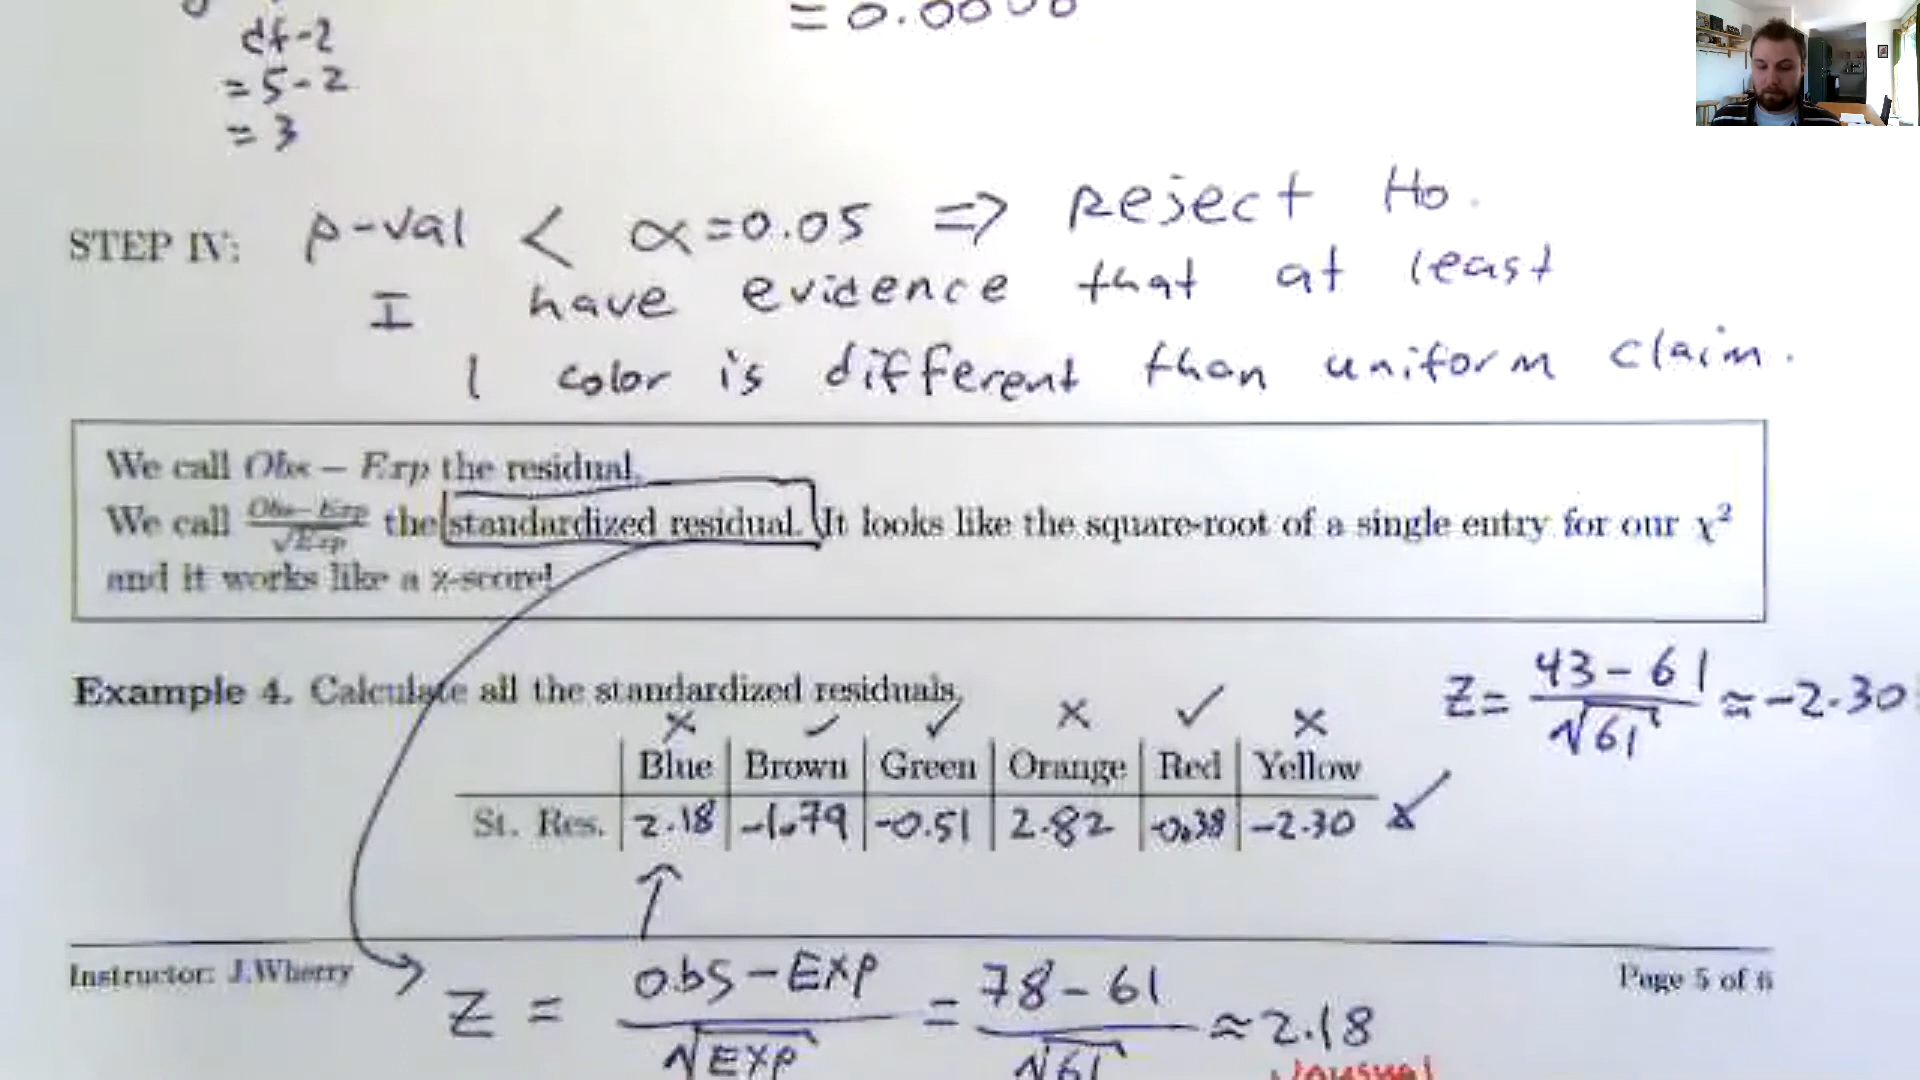 df-2
= 0.00
= 5-2
= 3
STEP IV: p-val < α=0.05 => Reject Ho.
I have evidence that at least
1 color is different than uniform claim.
We call Obs − Exp the residual.
We call Obs−Exp/√Exp the standardized residual. It looks like the square-root of a single entry for our χ²
and it works like a z-score!
Example 4. Calculate all the standardized residuals.
Z = 43-61/√61 ≈ -2.30
× ✓ ✓ × ✓ ×
Blue Brown Green Orange Red Yellow
St. Res. 2.18 -1.79 -0.51 2.82 -0.38 -2.30
Instructor: J.Wherry
Page 5 of 6
Z = obs-Exp/√Exp = 78-61/√61 ≈ 2.18